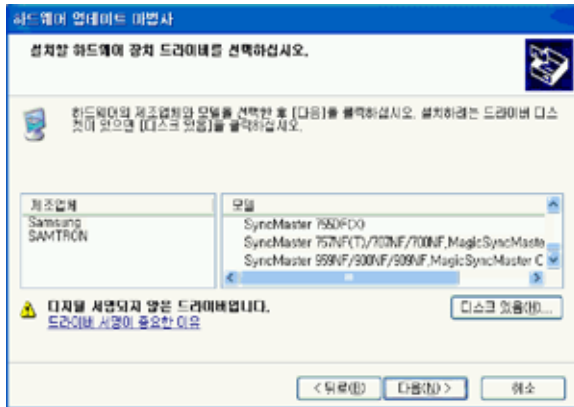 하드웨어 업데이트 마법사
설치할 하드웨어 장치 드라이버를 선택하십시오.
하드웨어의 제조업체와 모델을 선택한 후 [다음]를 클릭하십시오. 설치하려는 드라이버 디스
켓이 있으면 [디스크 있음]을 클릭하십시오.
제조업체
Samsung
SAMTRON
모델
SyncMaster
SyncMaster 757NF(T)/707NF/700NF,MagicSyncMaste
SyncMaster 959NF/900NF/909NF,MagicSyncMaster C
디지털 서명되지 않은 드라이버입니다.
드라이버 서명이 중요한 이유
디스크 있음(H)...
< 뒤로(B)
다음(N) >
취소